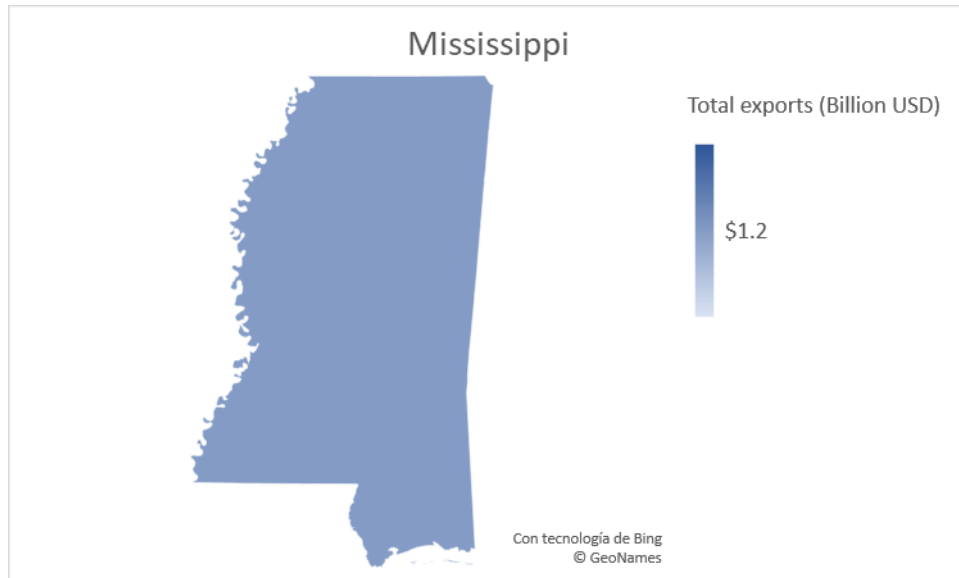 Mississippi
Total exports (Billion USD)
$1.2
Con tecnología de Bing
© GeoNames